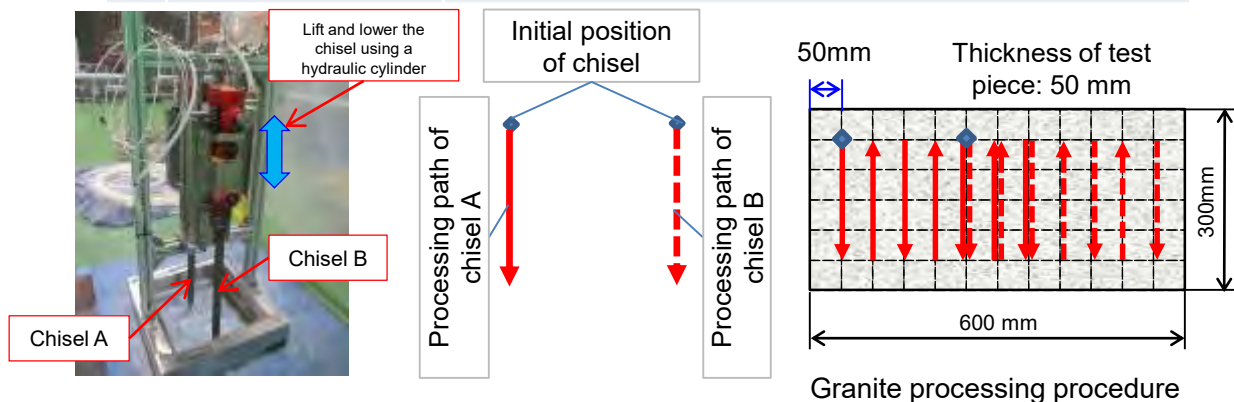 Lift and lower the
chisel using a
hydraulic cylinder
Chisel B
Chisel A
Initial position
of chisel
Processing path of
chisel A
Processing path of
chisel B
50mm
Thickness of test
piece: 50 mm
300mm
600 mm
Granite processing procedure